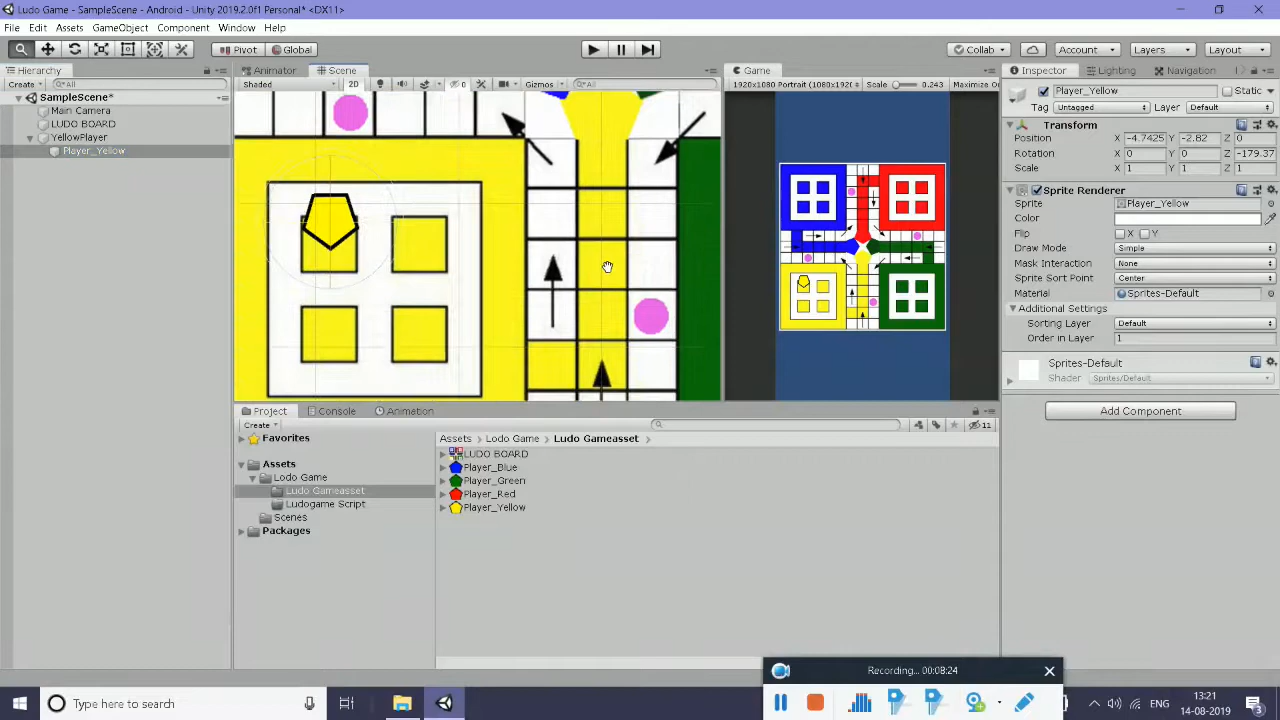 Ludo Game - SampleScene - Android - Unity 2019.2.0f1 Personal* <DX11>
File Edit Assets GameObject Component Window Help
Pivot Global Collab Account Layers Layout
Hierarchy Animator Scene Game Inspector Lighting Navigation
Create All Shaded 2D 0 Gizmos All 1920x1080 Portrait (1080x192 Scale 0.243 Maximize On
SampleScene*
Main Camera
LUDO BOARD
YellowPlayer
Player_Yellow
Player_Yellow Static
Tag Untagged Layer Default
Transform
Position X -4.7425 Y -2.82 Z 0
Rotation X 0 Y 0 Z -179.37
Scale X 1 Y 1 Z 1
Sprite Renderer
Sprite Player_Yellow
Color
Flip X Y
Draw Mode Simple
Mask Interaction None
Sprite Sort Point Center
Material Sprites-Default
Additional Settings
Sorting Layer Default
Order in Layer 1
Sprites-Default
Shader Sprites/Default
Add Component
Project Console Animation
Create 11
Favorites
Assets
Lodo Game
Ludo Gameasset
Ludogame Script
Scenes
Packages
Assets Lodo Game Ludo Gameasset
LUDO BOARD
Player_Blue
Player_Green
Player_Red
Player_Yellow
Recording... 00:08:24
Type here to search
ENG
13:21
14-08-2019
3